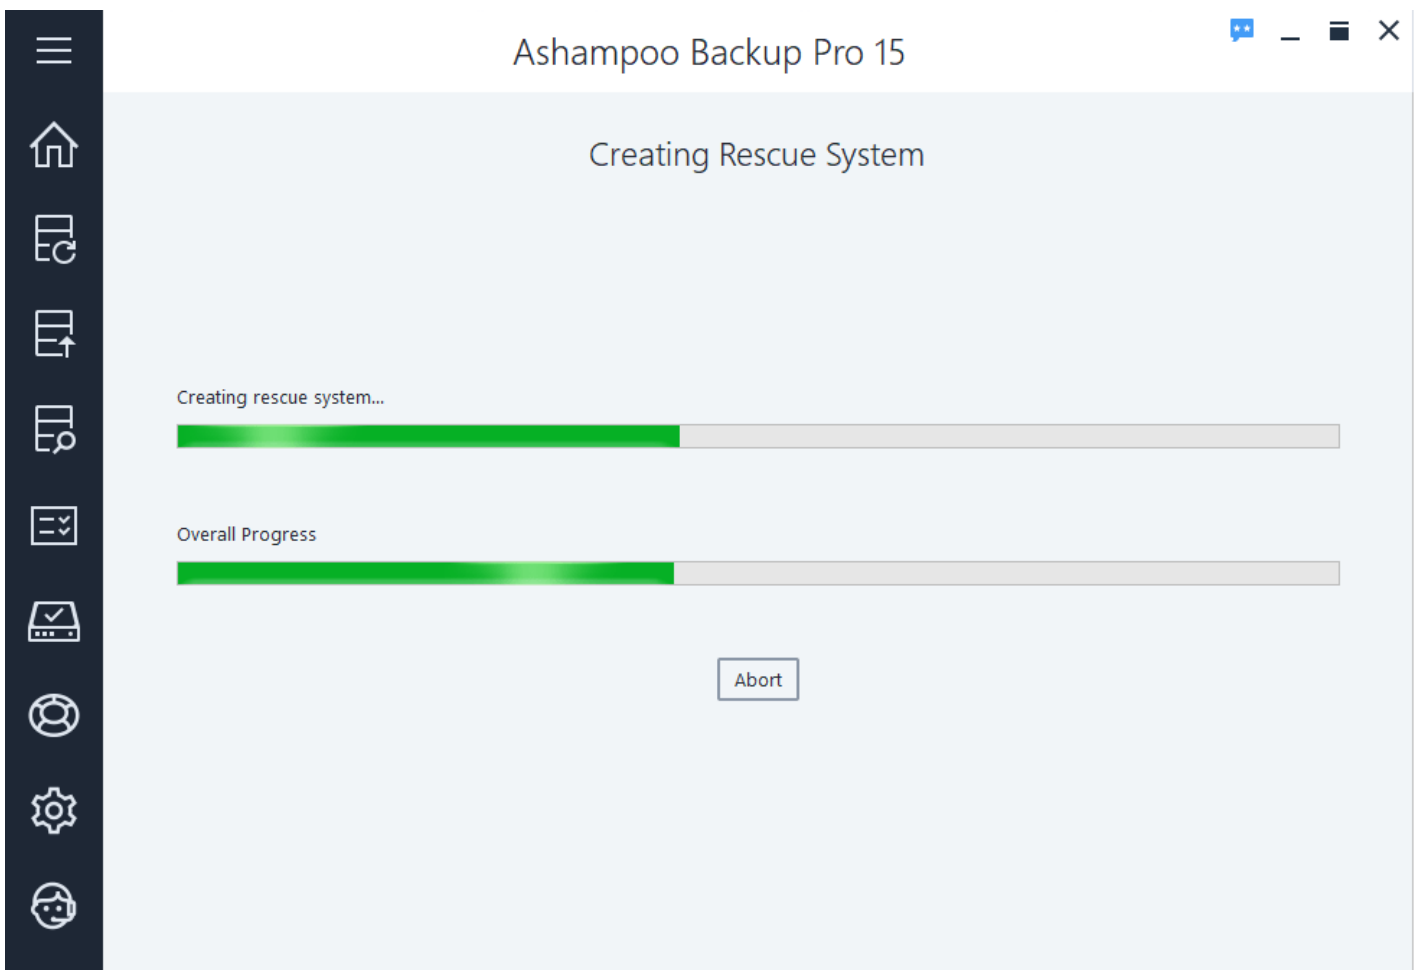 Ashampoo Backup Pro 15
Creating Rescue System
Creating rescue system...
Overall Progress
Abort